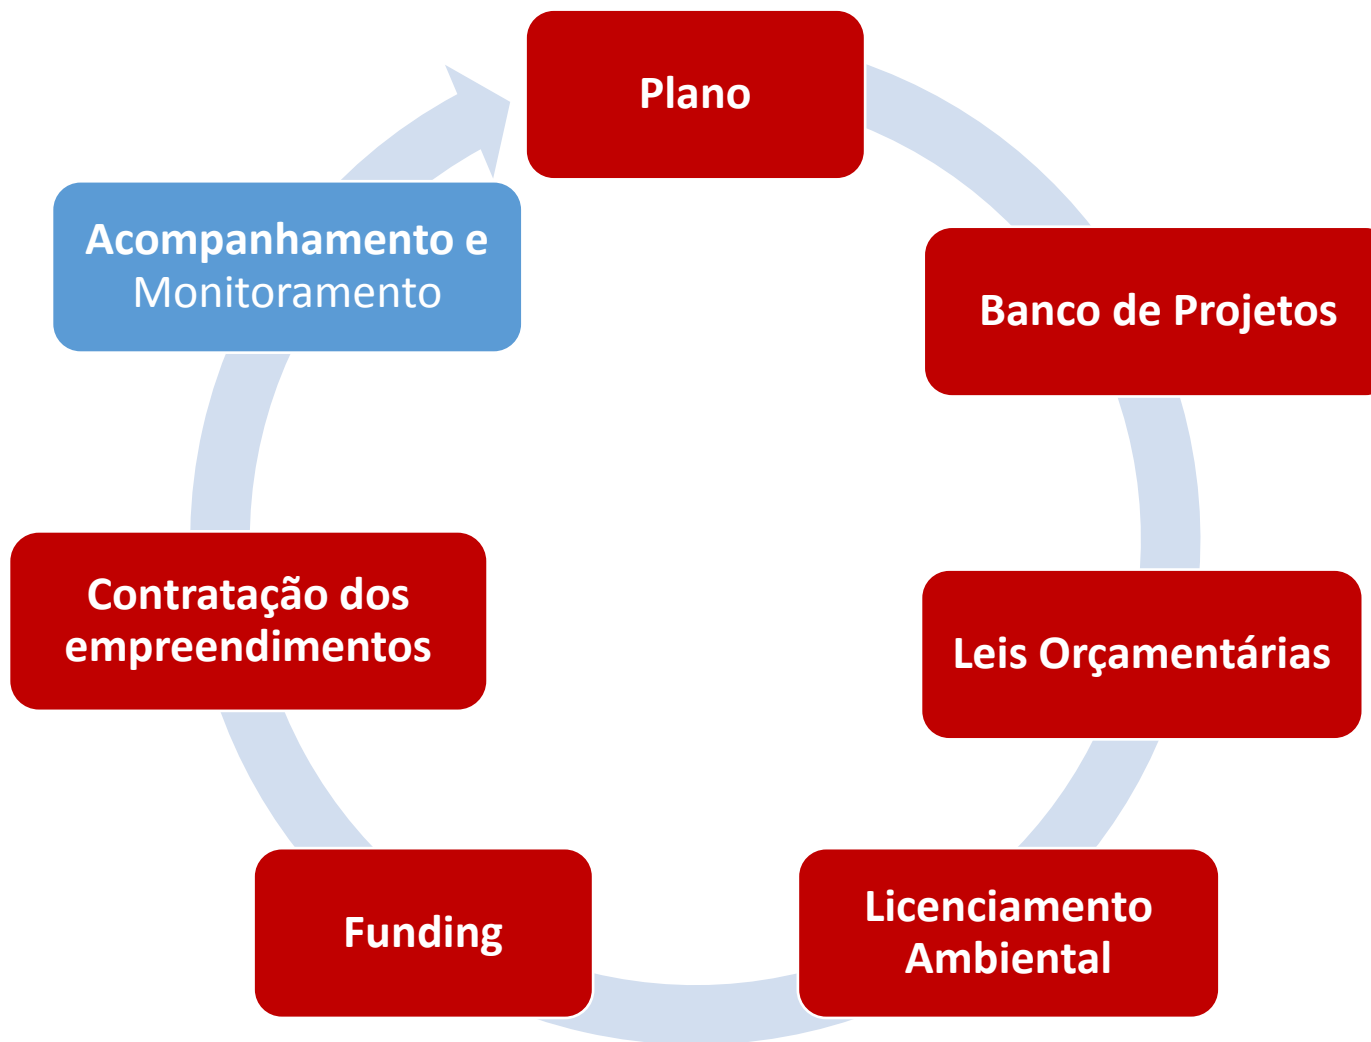 Plano
Banco de Projetos
Leis Orçamentárias
Licenciamento
Ambiental
Funding
Contratação dos
empreendimentos
Acompanhamento e
Monitoramento